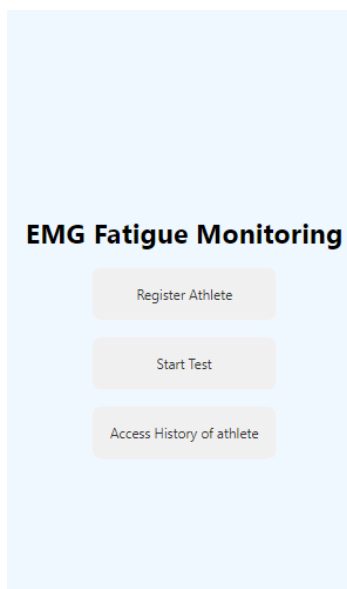 EMG Fatigue Monitoring
Register Athlete
Start Test
Access History of athlete